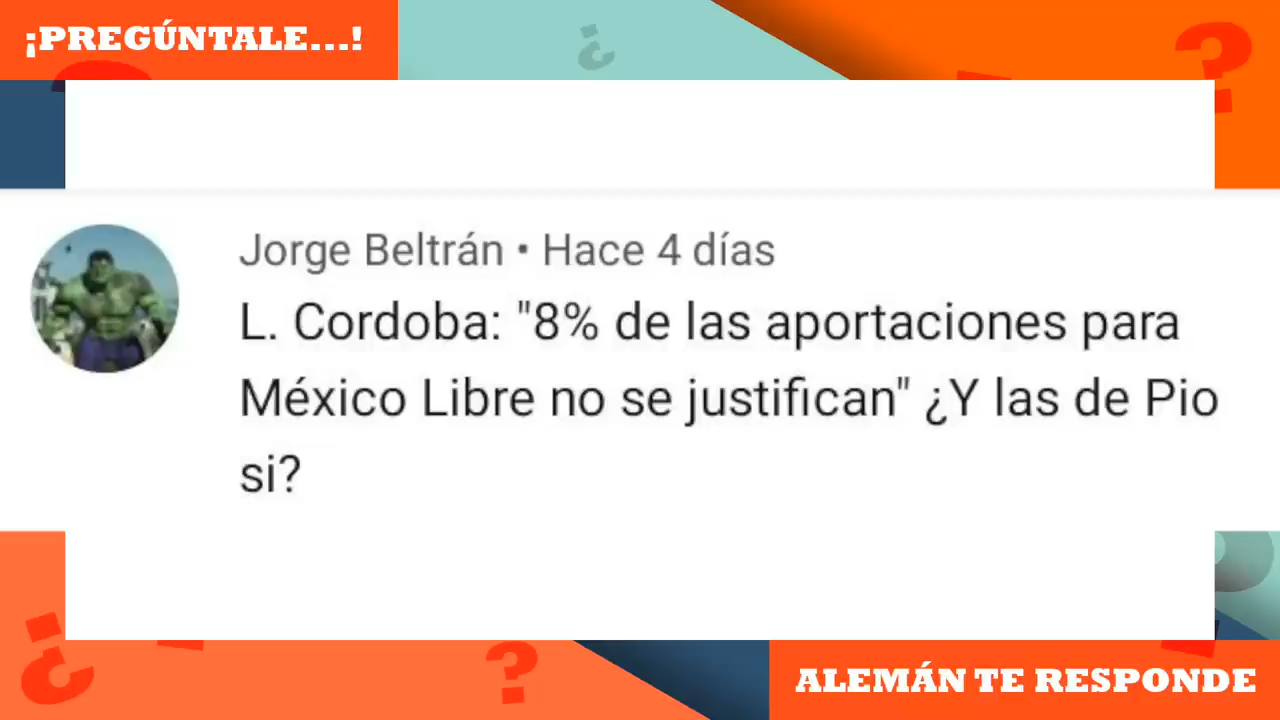 ¡PREGÚNTALE...!
Jorge Beltrán • Hace 4 días
L. Cordoba: "8% de las aportaciones para
México Libre no se justifican" ¿Y las de Pio
si?
ALEMÁN TE RESPONDE